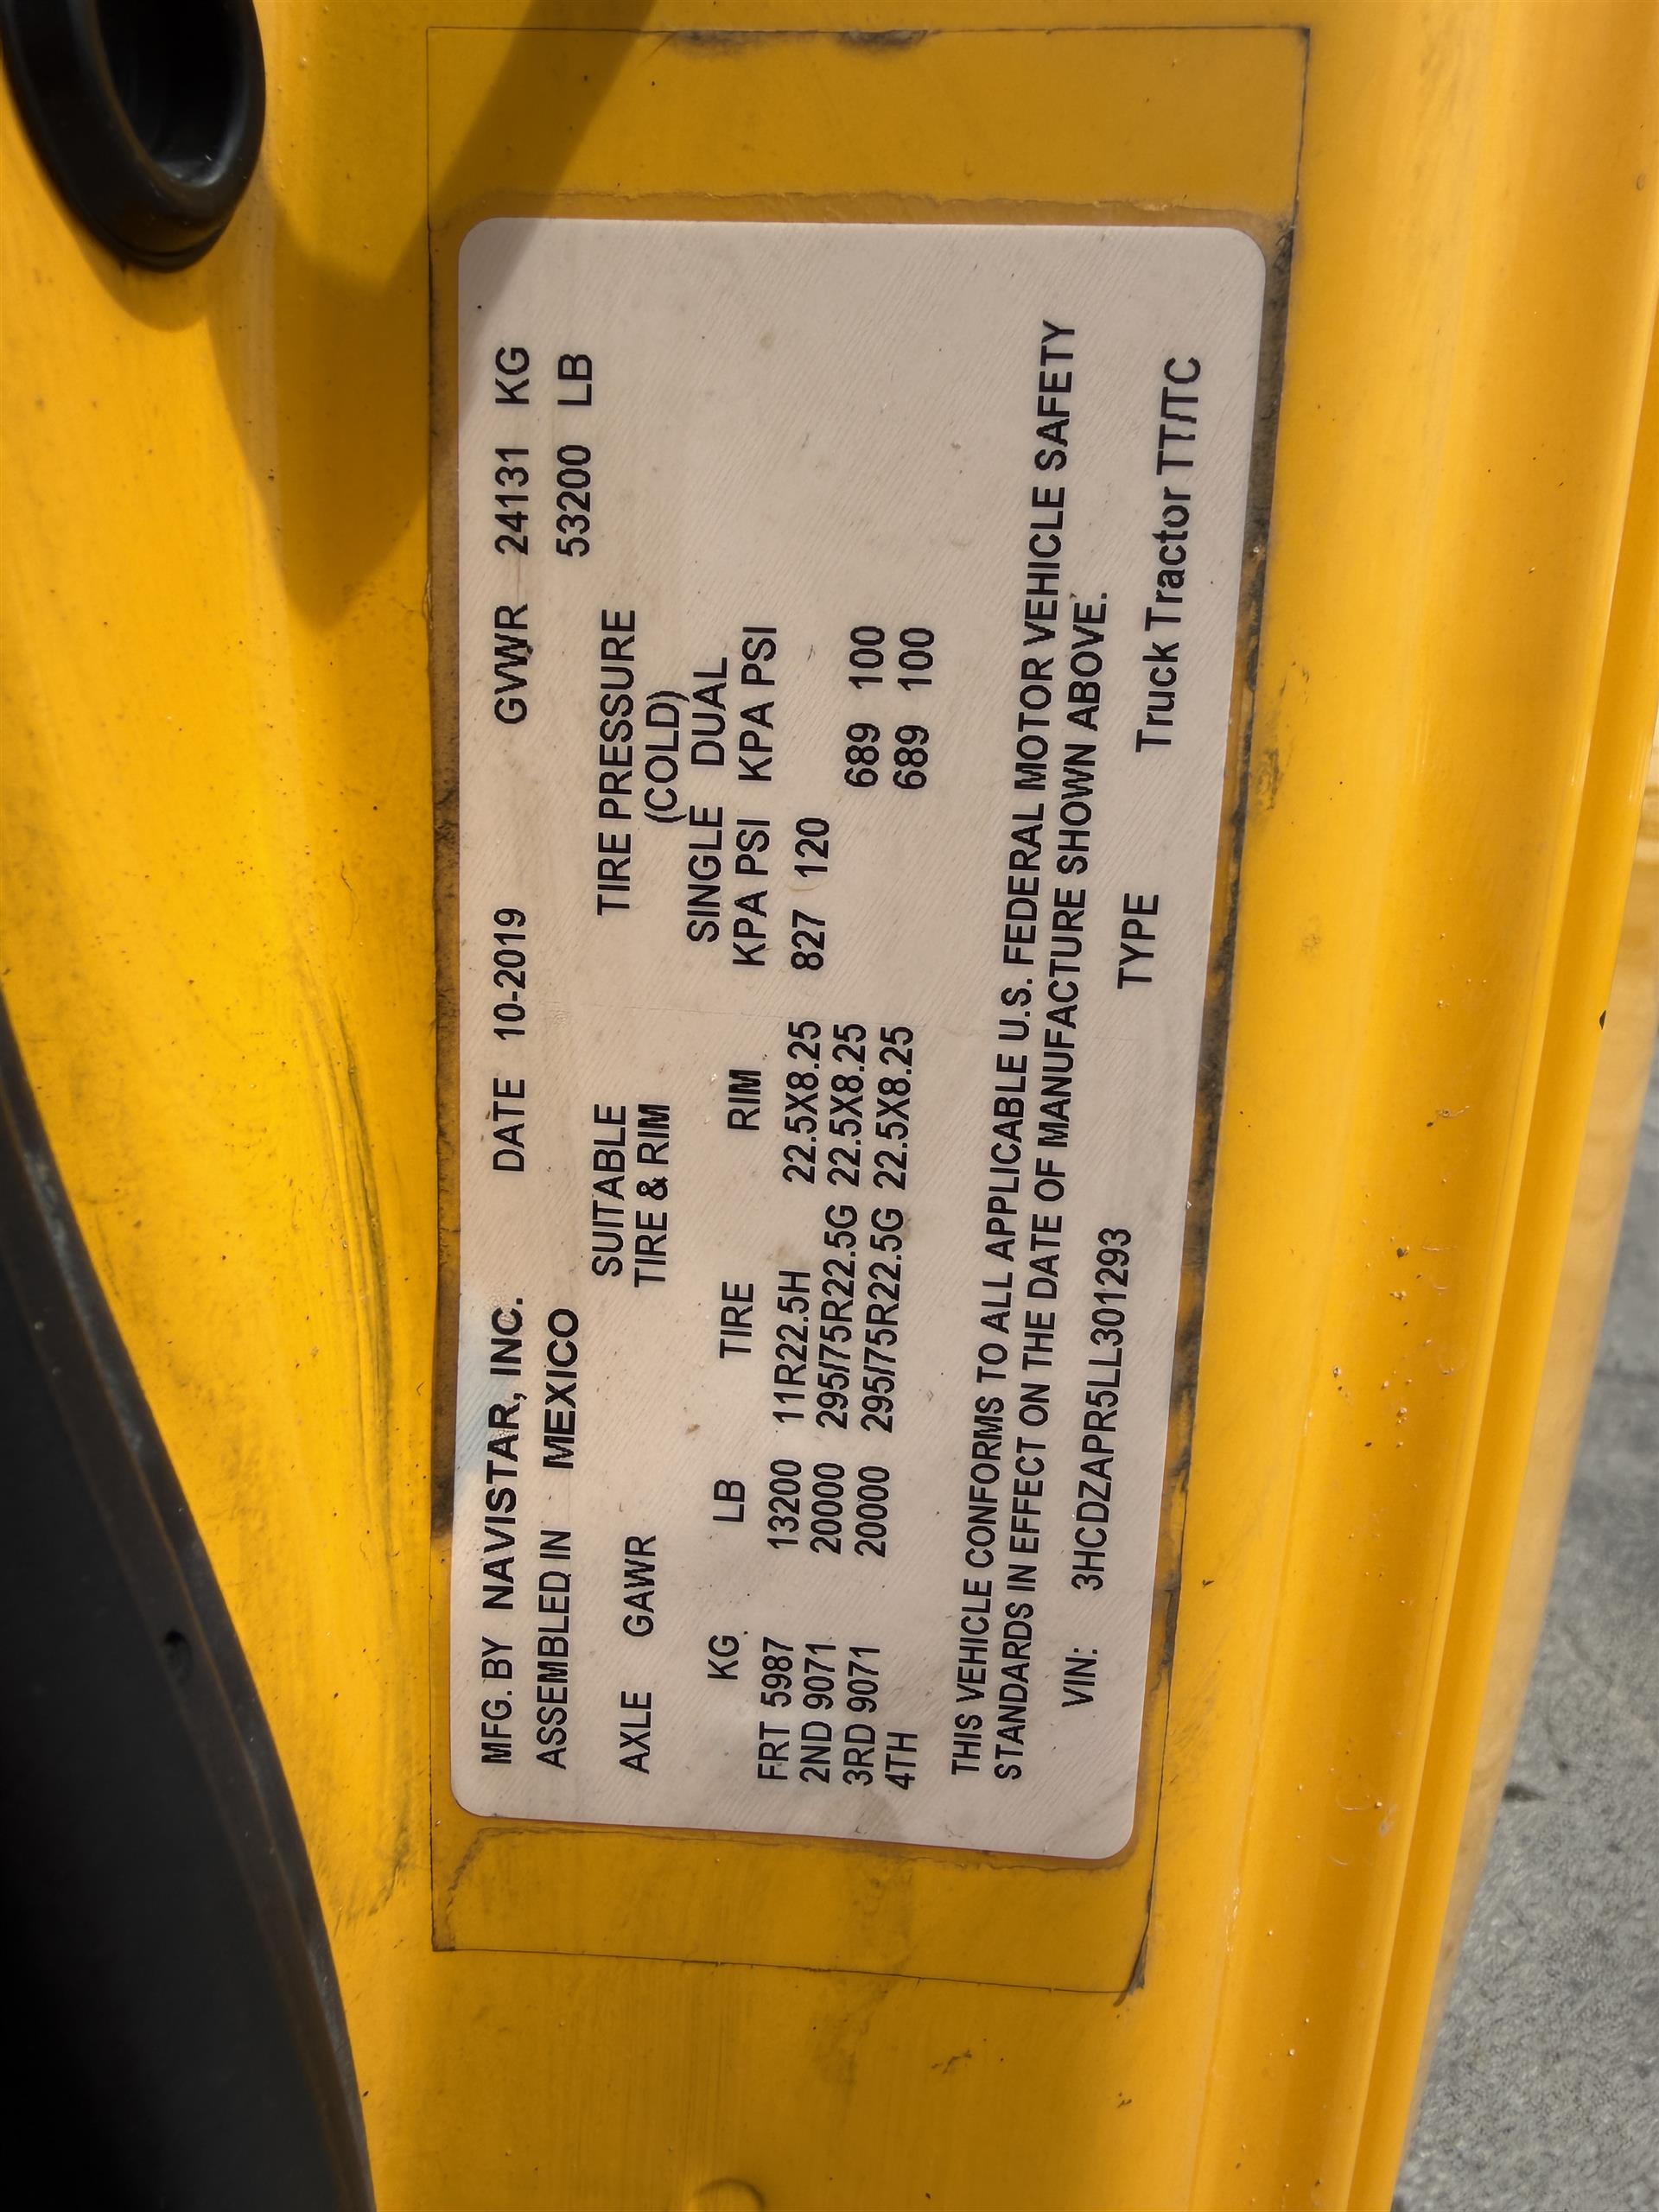 MFG. BY NAVISTAR, INC. DATE 10-2019 GVWR 24131 KG
ASSEMBLED IN MEXICO 53200 LB
AXLE GAWR SUITABLE TIRE PRESSURE
TIRE & RIM (COLD)
SINGLE DUAL
KG LB TIRE RIM KPA PSI KPA PSI
FRT 5987 13200 11R22.5H 22.5X8.25 827 120
2ND 9071 20000 295/75R22.5G 22.5X8.25 689 100
3RD 9071 20000 295/75R22.5G 22.5X8.25 689 100
4TH
THIS VEHICLE CONFORMS TO ALL APPLICABLE U.S. FEDERAL MOTOR VEHICLE SAFETY
STANDARDS IN EFFECT ON THE DATE OF MANUFACTURE SHOWN ABOVE.
VIN: 3HCDZAPR5LL301293 TYPE Truck Tractor TT/TC